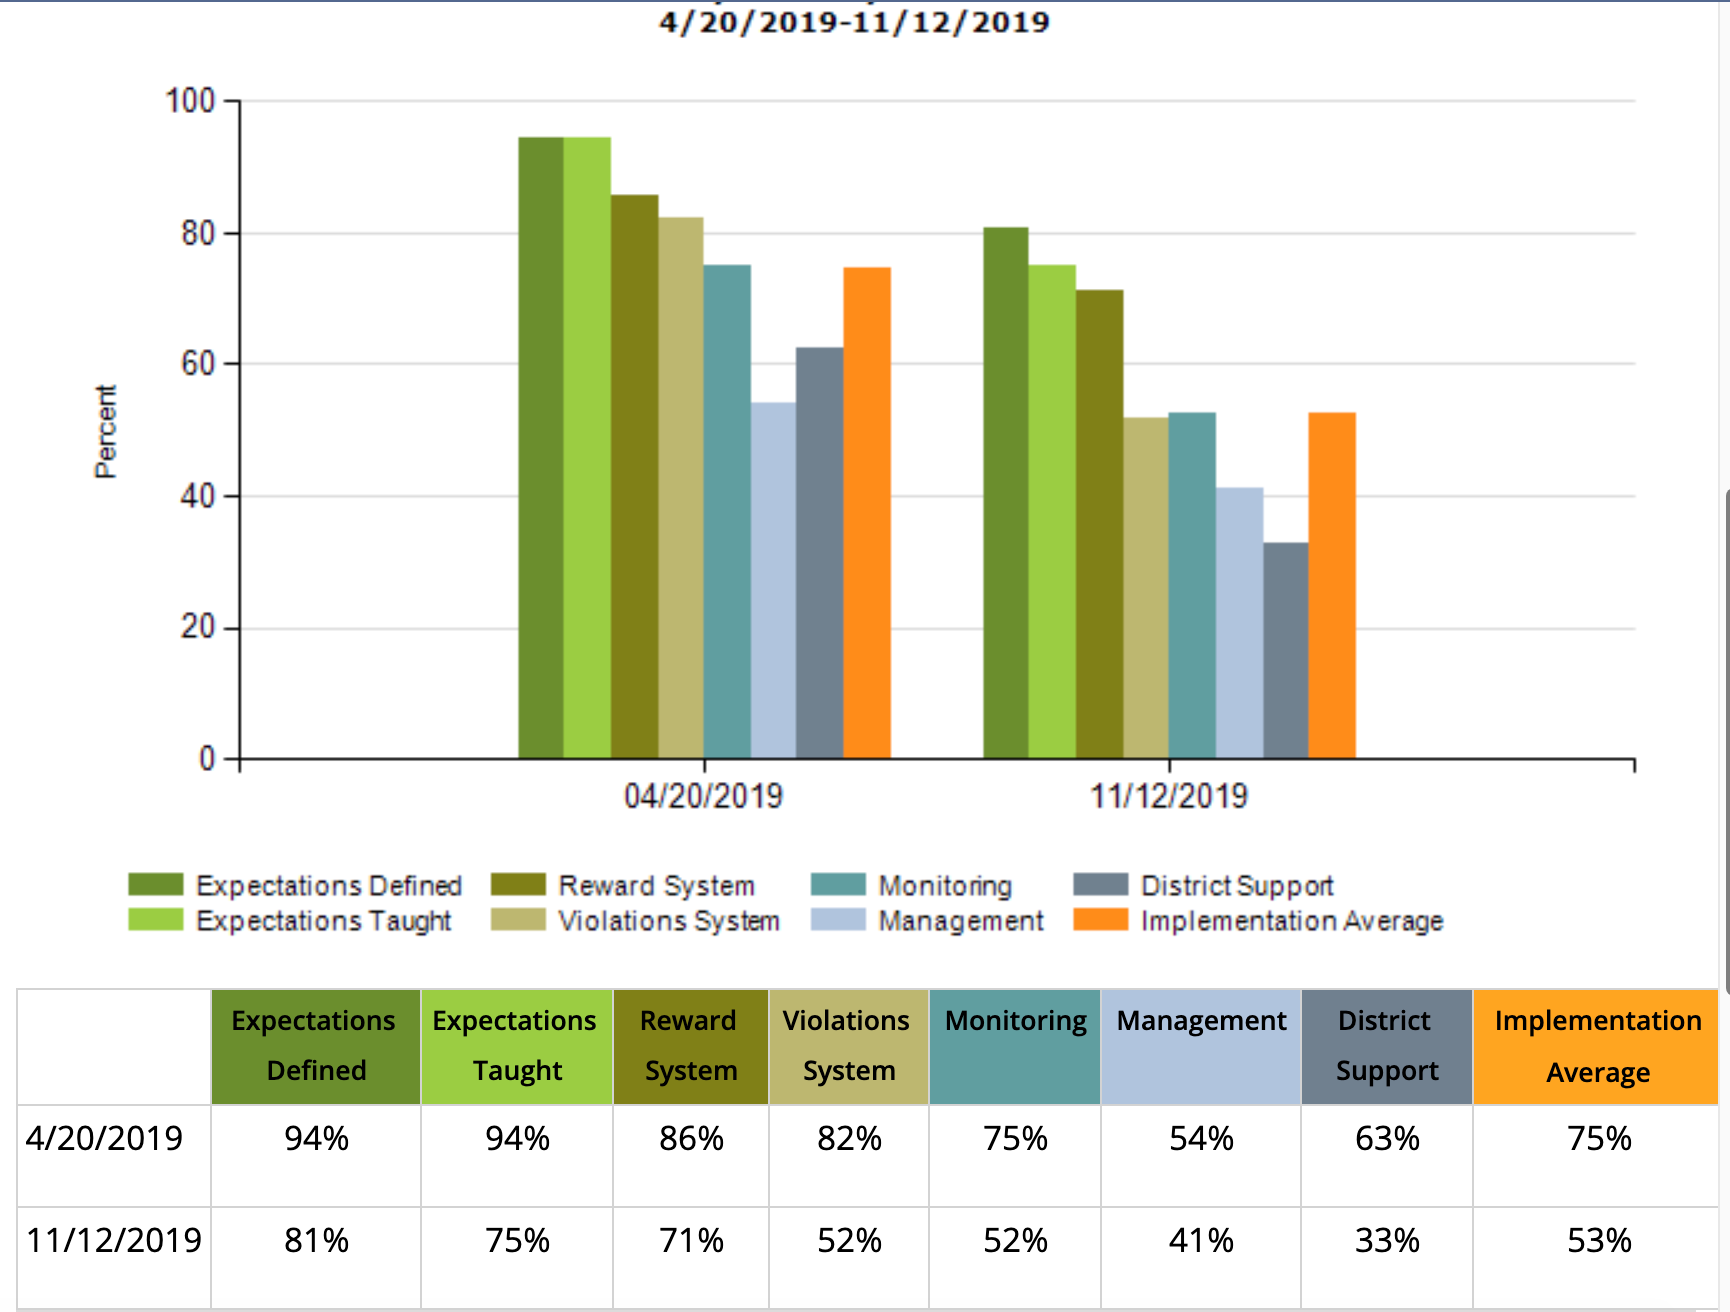 4/20/2019-11/12/2019
100
80
60
40
20
0
Percent
04/20/2019 11/12/2019
Expectations Defined Reward System Monitoring District Support
Expectations Taught Violations System Management Implementation Average
Expectations Defined Expectations Taught Reward System Violations System Monitoring Management District Support Implementation Average
4/20/2019 94% 94% 86% 82% 75% 54% 63% 75%
11/12/2019 81% 75% 71% 52% 52% 41% 33% 53%